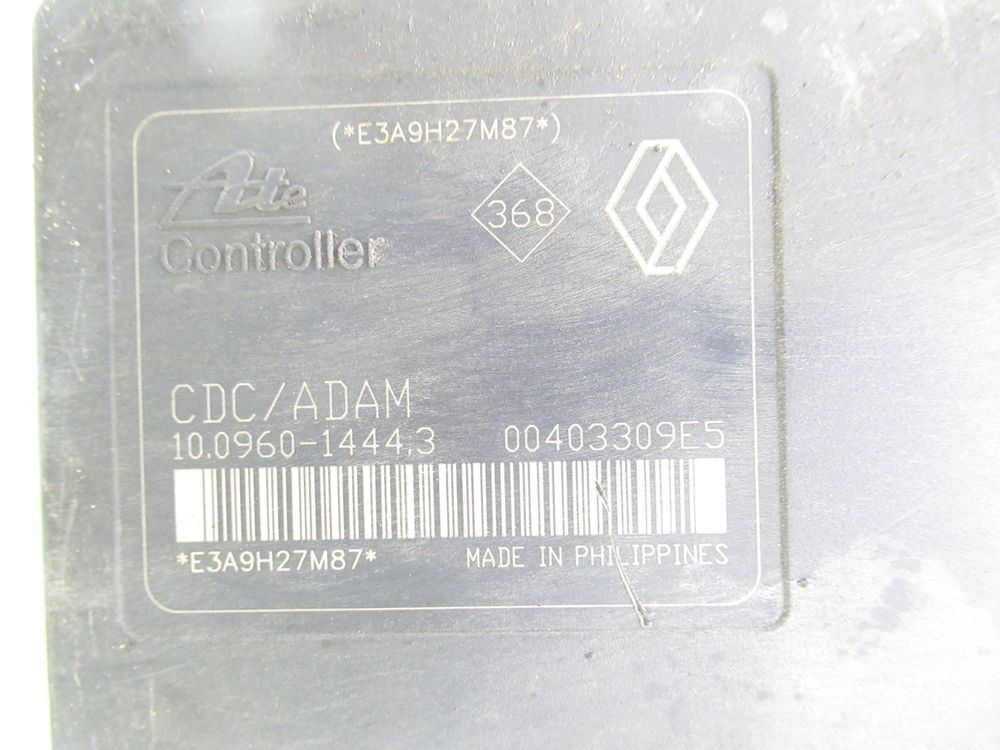 (*E3A9H27M87*)
Ate
Controller
368
CDC/ADAM
10.0960-1444.3 00403309E5
*E3A9H27M87* MADE IN PHILIPPINES